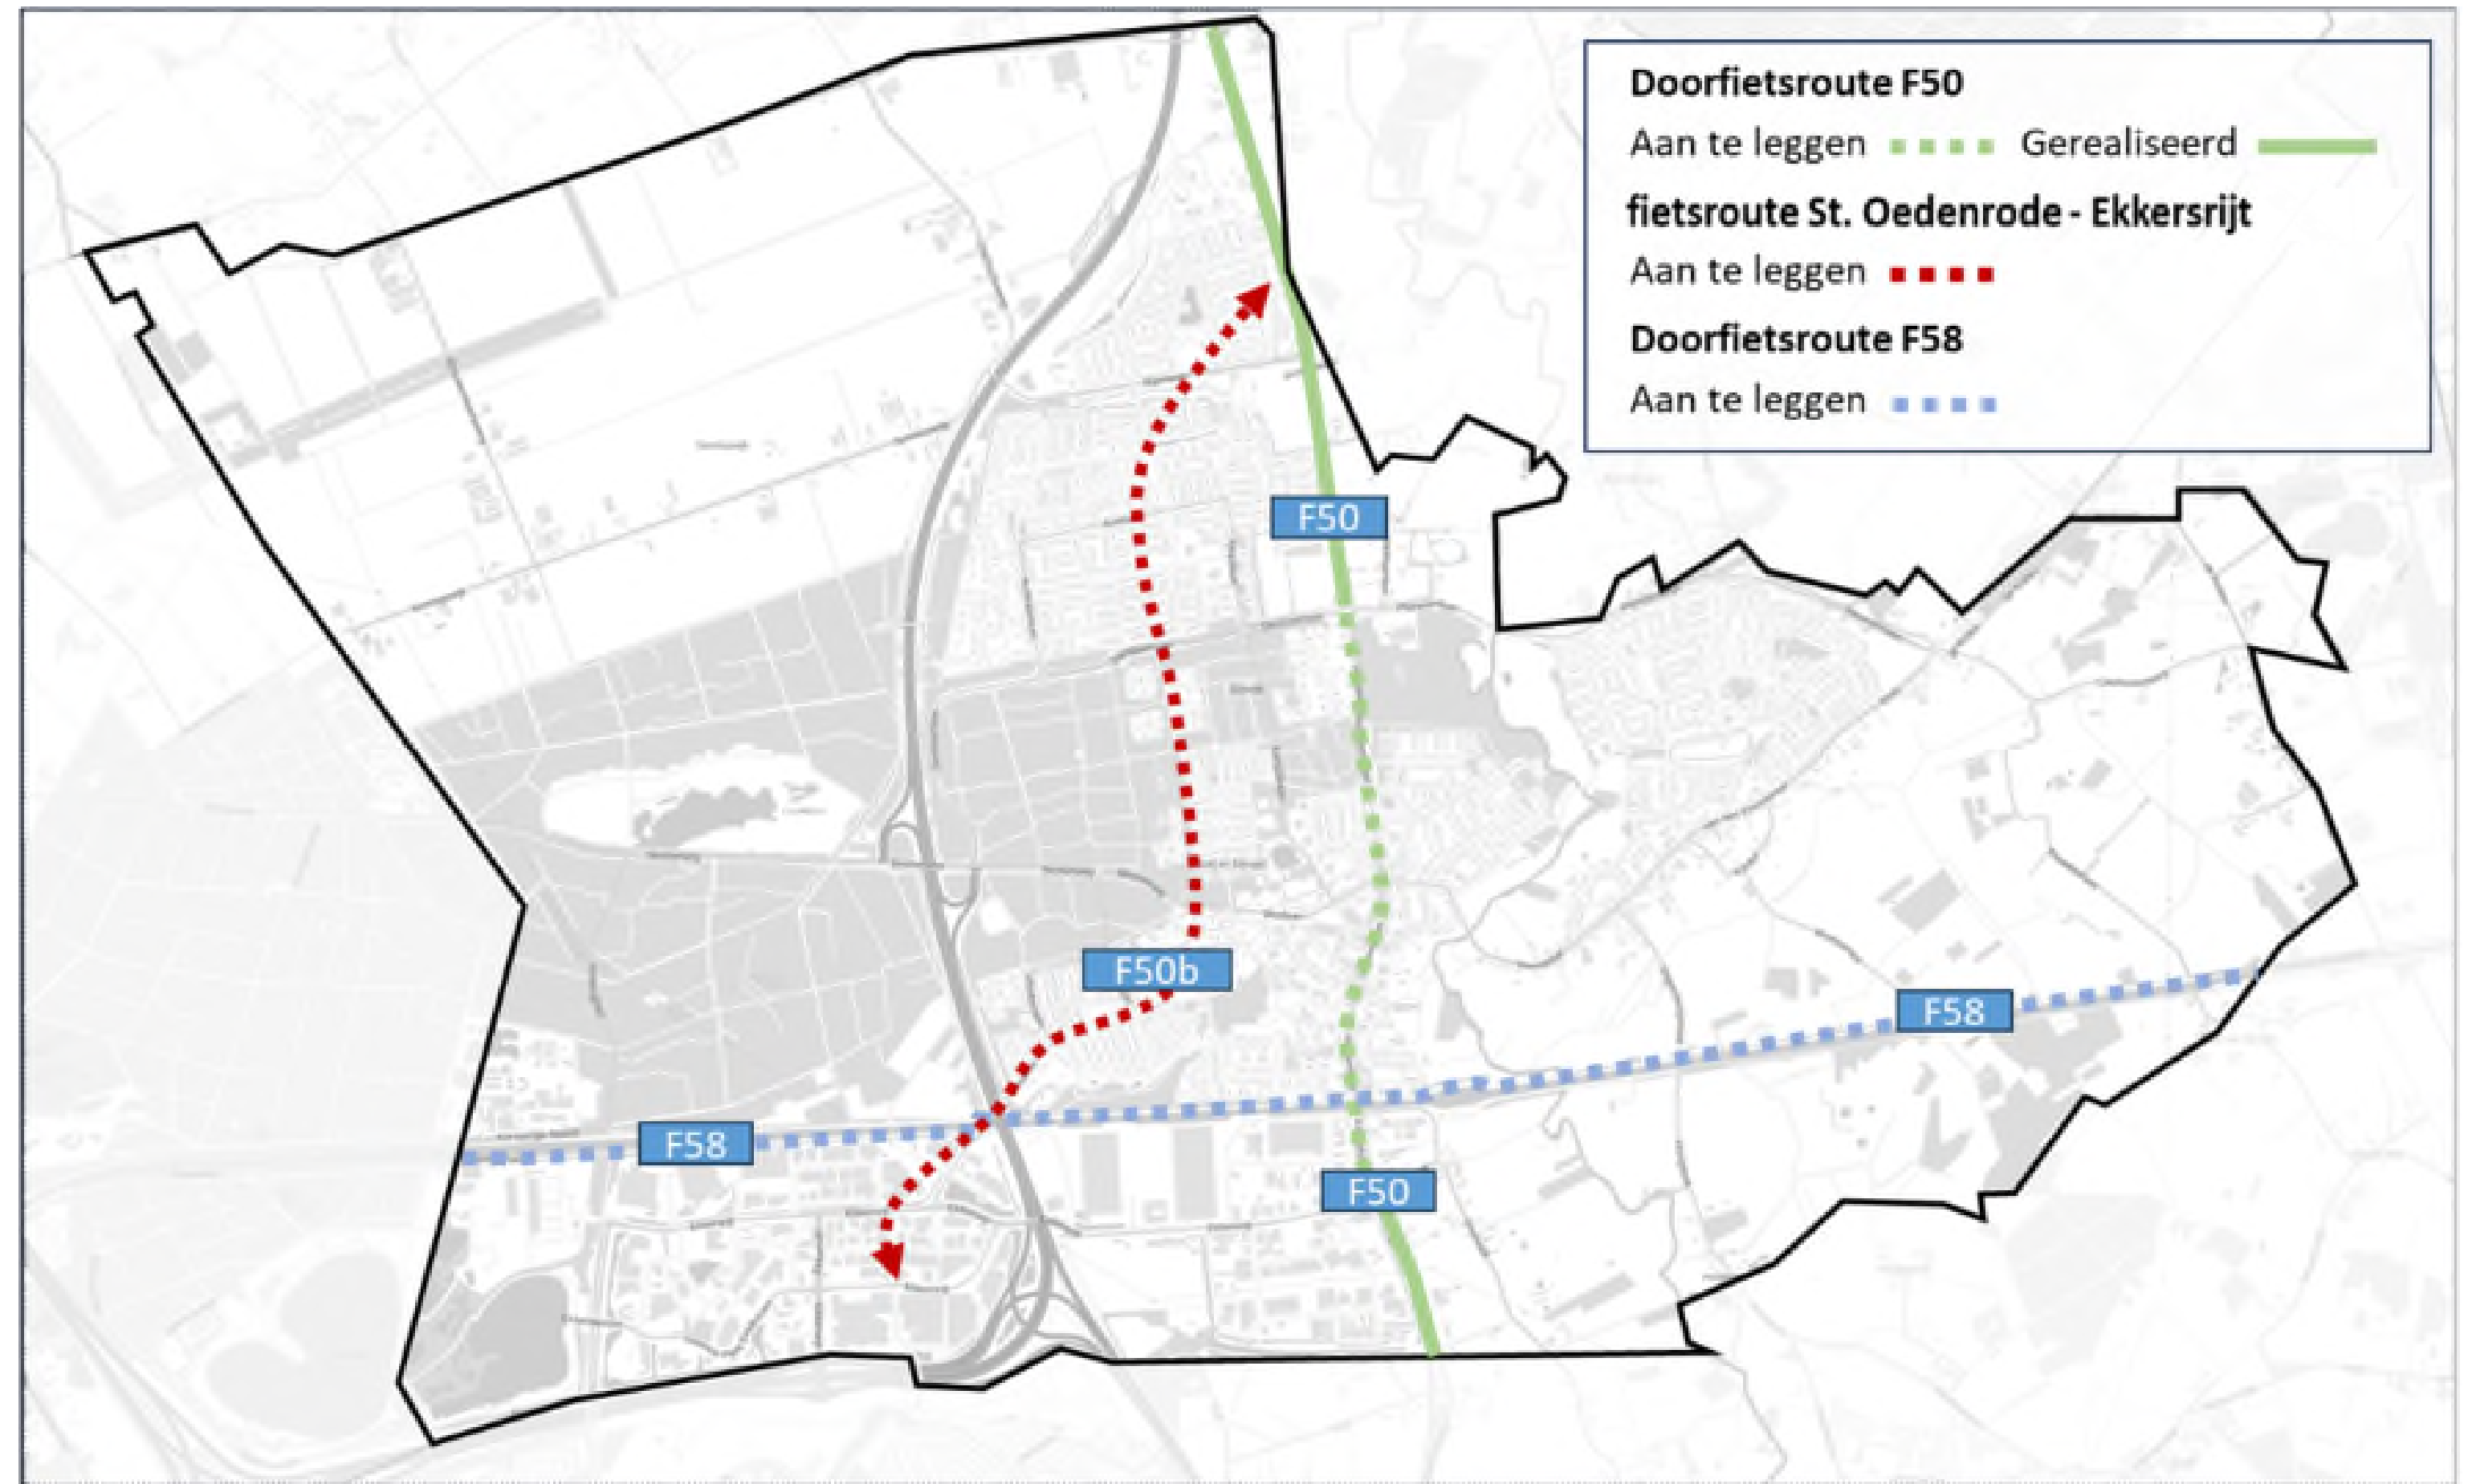 Doorfietsroute F50
Aan te leggen Gerealiseerd
fietsroute St. Oedenrode - Ekkersrijt
Aan te leggen
Doorfietsroute F58
Aan te leggen
F50
F50b
F58
F58
F50